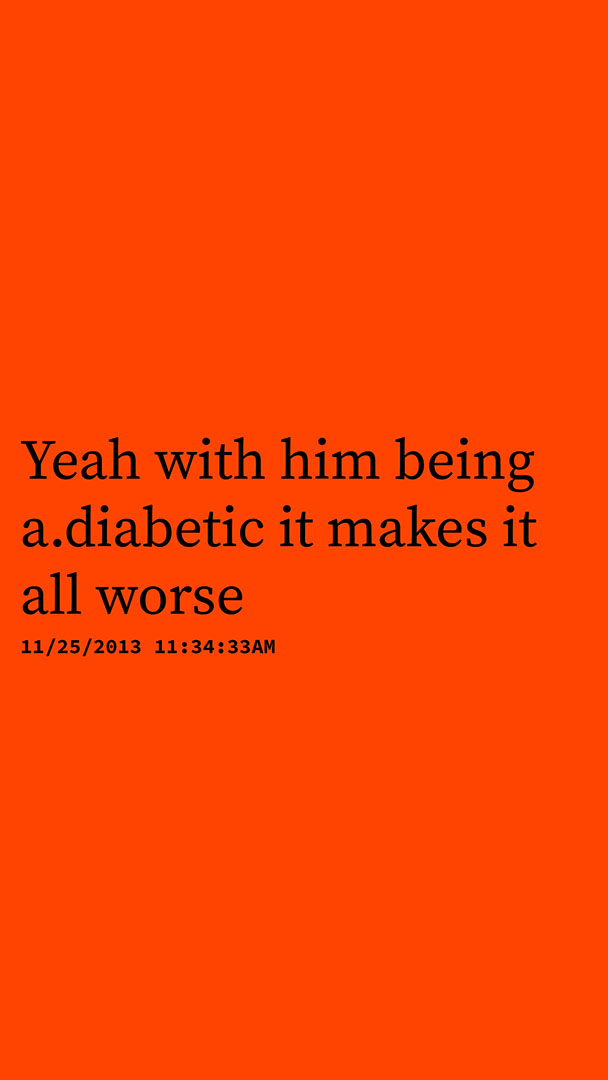 Yeah with him being
a.diabetic it makes it
all worse
11/25/2013 11:34:33AM